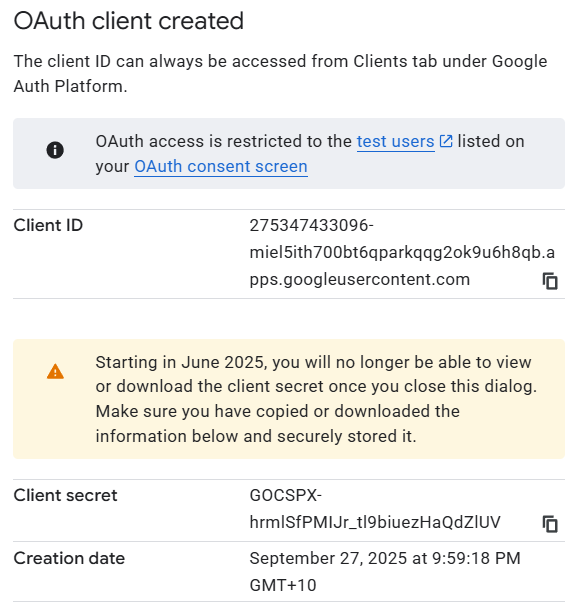 OAuth client created
The client ID can always be accessed from Clients tab under Google
Auth Platform.
OAuth access is restricted to the test users listed on
your OAuth consent screen
Client ID
275347433096-
miel5ith700bt6qparkqqg2ok9u6h8qb.a
pps.googleusercontent.com
Starting in June 2025, you will no longer be able to view
or download the client secret once you close this dialog.
Make sure you have copied or downloaded the
information below and securely stored it.
Client secret
GOCSPX-
hrmlSfPMIJr_tl9biuezHaQdZlUV
Creation date
September 27, 2025 at 9:59:18 PM
GMT+10